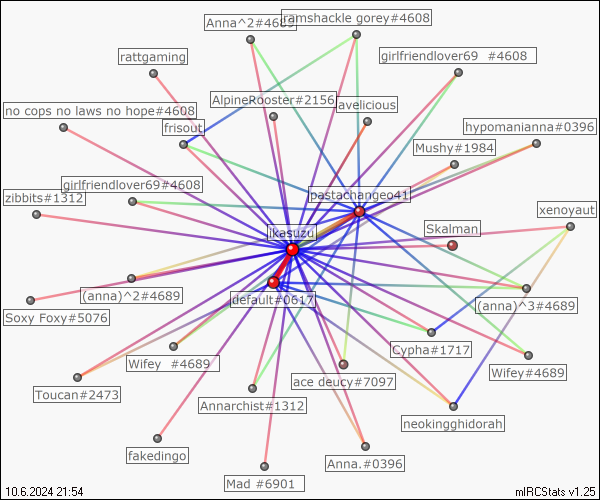 ramshackle gorey#4608
Anna^2#4689
rattgaming
girlfriendlover69 #4608
AlpineRooster#2156
avelicious
no cops no laws no hope#4608
frisout
hypomanianna#0396
Mushy#1984
girlfriendlover69#4608
zibbits#1312
pastachangeo41
xenoyaut
ikasuzu
Skalman
(anna)^2#4689
default#0617
(anna)^3#4689
Soxy Foxy#5076
Wifey #4689
Cypha#1717
Wifey#4689
Toucan#2473
ace deucy#7097
Annarchist#1312
neokingghidorah
fakedingo
Anna.#0396
Mad #6901
10.6.2024 21:54
mIRCStats v1.25